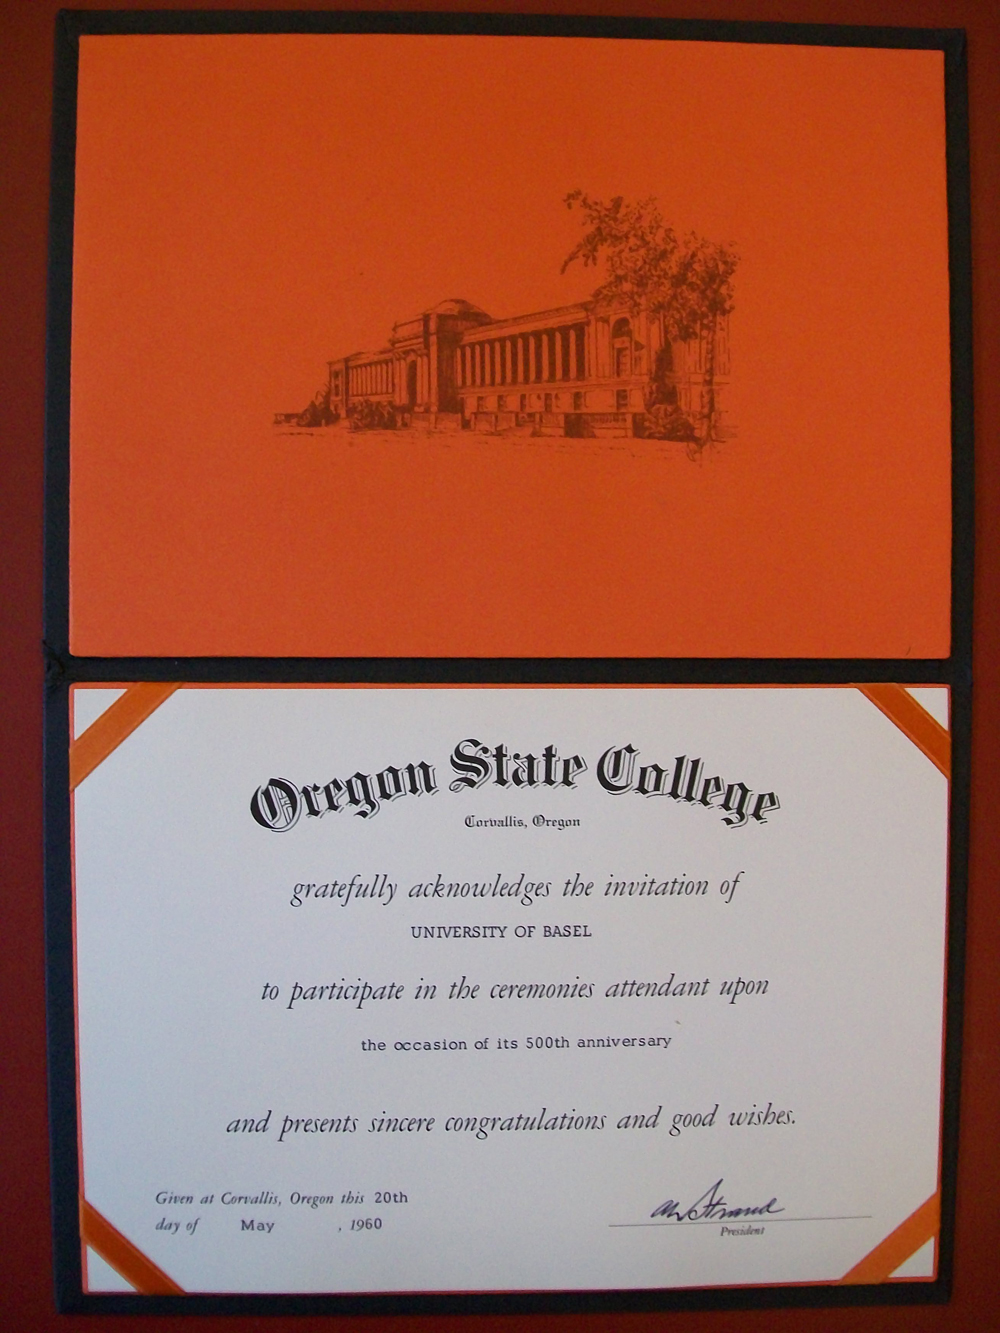 Oregon State College
Corvallis, Oregon
gratefully acknowledges the invitation of
UNIVERSITY OF BASEL
to participate in the ceremonies attendant upon
the occasion of its 500th anniversary
and presents sincere congratulations and good wishes.
Given at Corvallis, Oregon this 20th
day of May , 1960
President